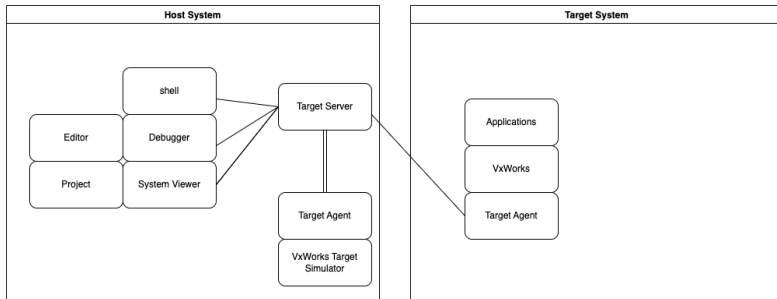 Host System
Target System
shell
Target Server
Editor
Debugger
Project
System Viewer
Target Agent
VxWorks Target
Simulator
Applications
VxWorks
Target Agent